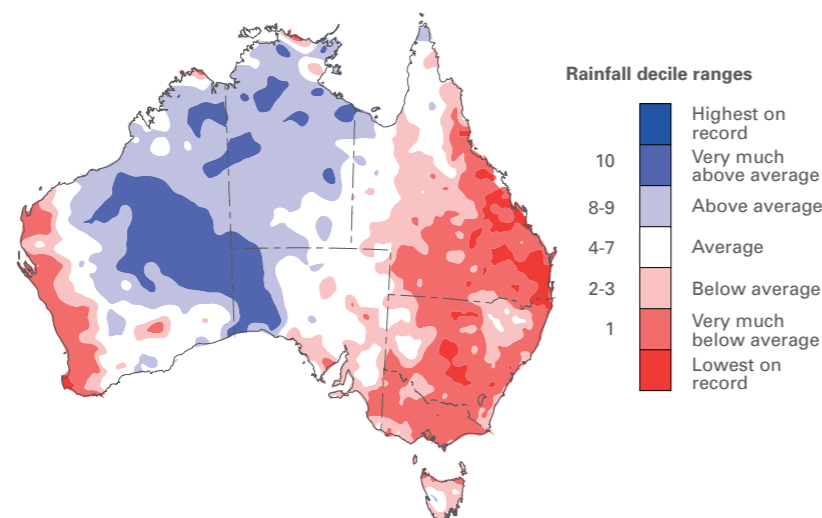 Rainfall decile ranges
Highest on
record
10
Very much
above average
8-9
Above average
4-7
Average
2-3
Below average
1
Very much
below average
Lowest on
record